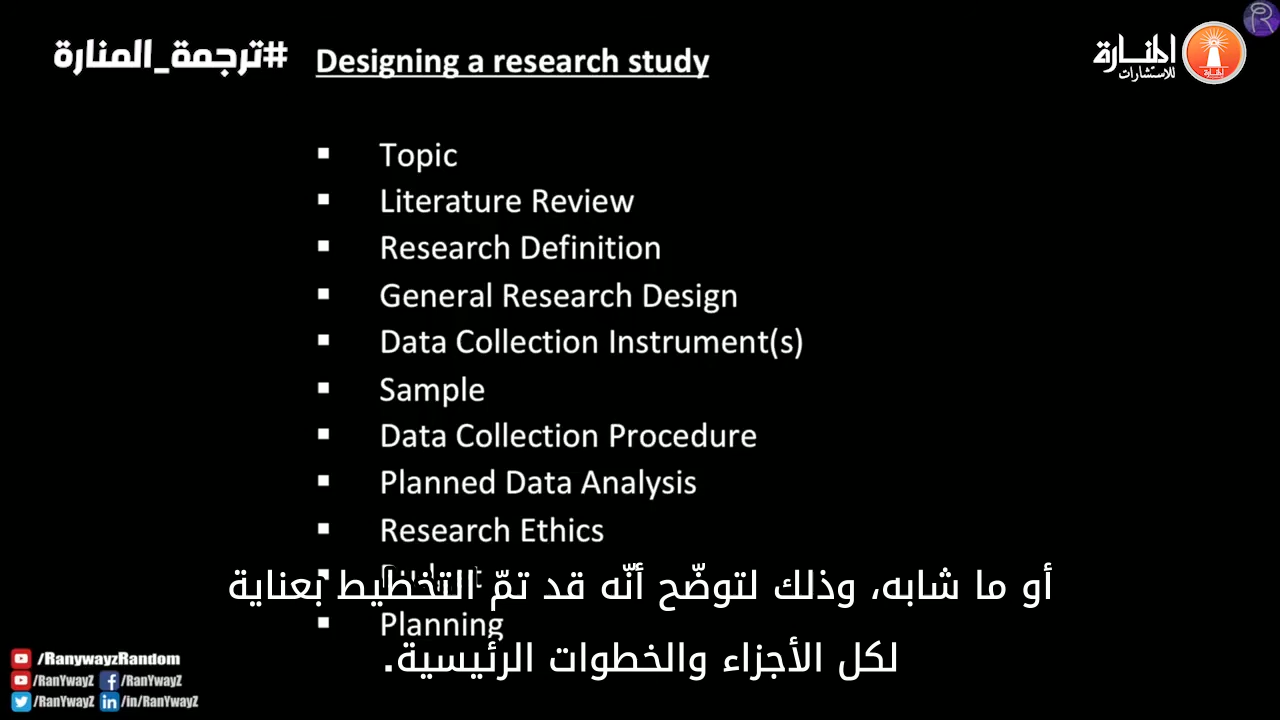 #ترجمة_المنارة
Designing a research study
المنارة
للاستشارات
R
▪ Topic
▪ Literature Review
▪ Research Definition
▪ General Research Design
▪ Data Collection Instrument(s)
▪ Sample
▪ Data Collection Procedure
▪ Planned Data Analysis
▪ Research Ethics
▪ Planning
أو ما شابه، وذلك لتوضّح أنّه قد تمّ التخطيط بعناية
لكل الأجزاء والخطوات الرئيسية.
/RanywayzRandom
/RanYwayZ /RanYwayZ
/RanYwayZ /in/RanYwayZ